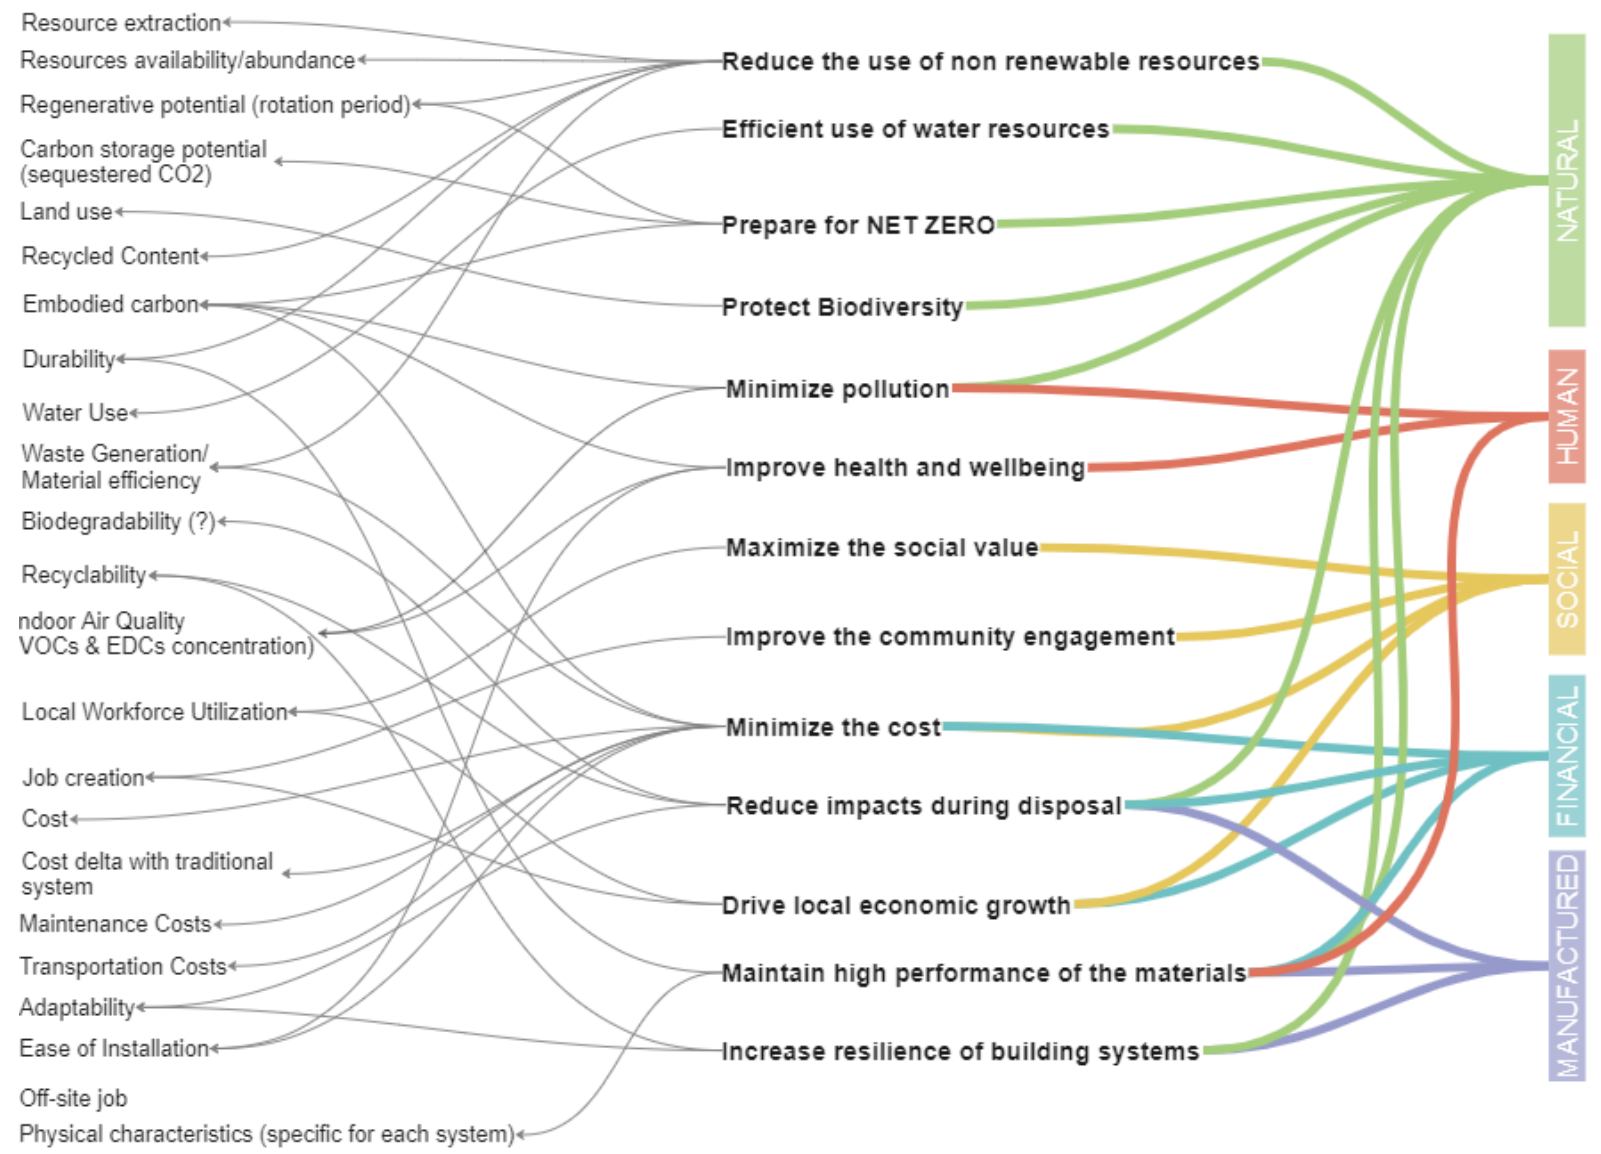 Resource extraction
Resources availability/abundance
Regenerative potential (rotation period)
Carbon storage potential
(sequestered CO2)
Land use
Recycled Content
Embodied carbon
Durability
Water Use
Waste Generation/
Material efficiency
Biodegradability (?)
Recyclability
ndoor Air Quality
VOCs & EDCs concentration)
Local Workforce Utilization
Job creation
Cost
Cost delta with traditional
system
Maintenance Costs
Transportation Costs
Adaptability
Ease of Installation
Off-site job
Physical characteristics (specific for each system)
Reduce the use of non renewable resources
Efficient use of water resources
Prepare for NET ZERO
Protect Biodiversity
Minimize pollution
Improve health and wellbeing
Maximize the social value
Improve the community engagement
Minimize the cost
Reduce impacts during disposal
Drive local economic growth
Maintain high performance of the materials
Increase resilience of building systems
NATURAL
HUMAN
SOCIAL
FINANCIAL
MANUFACTURED